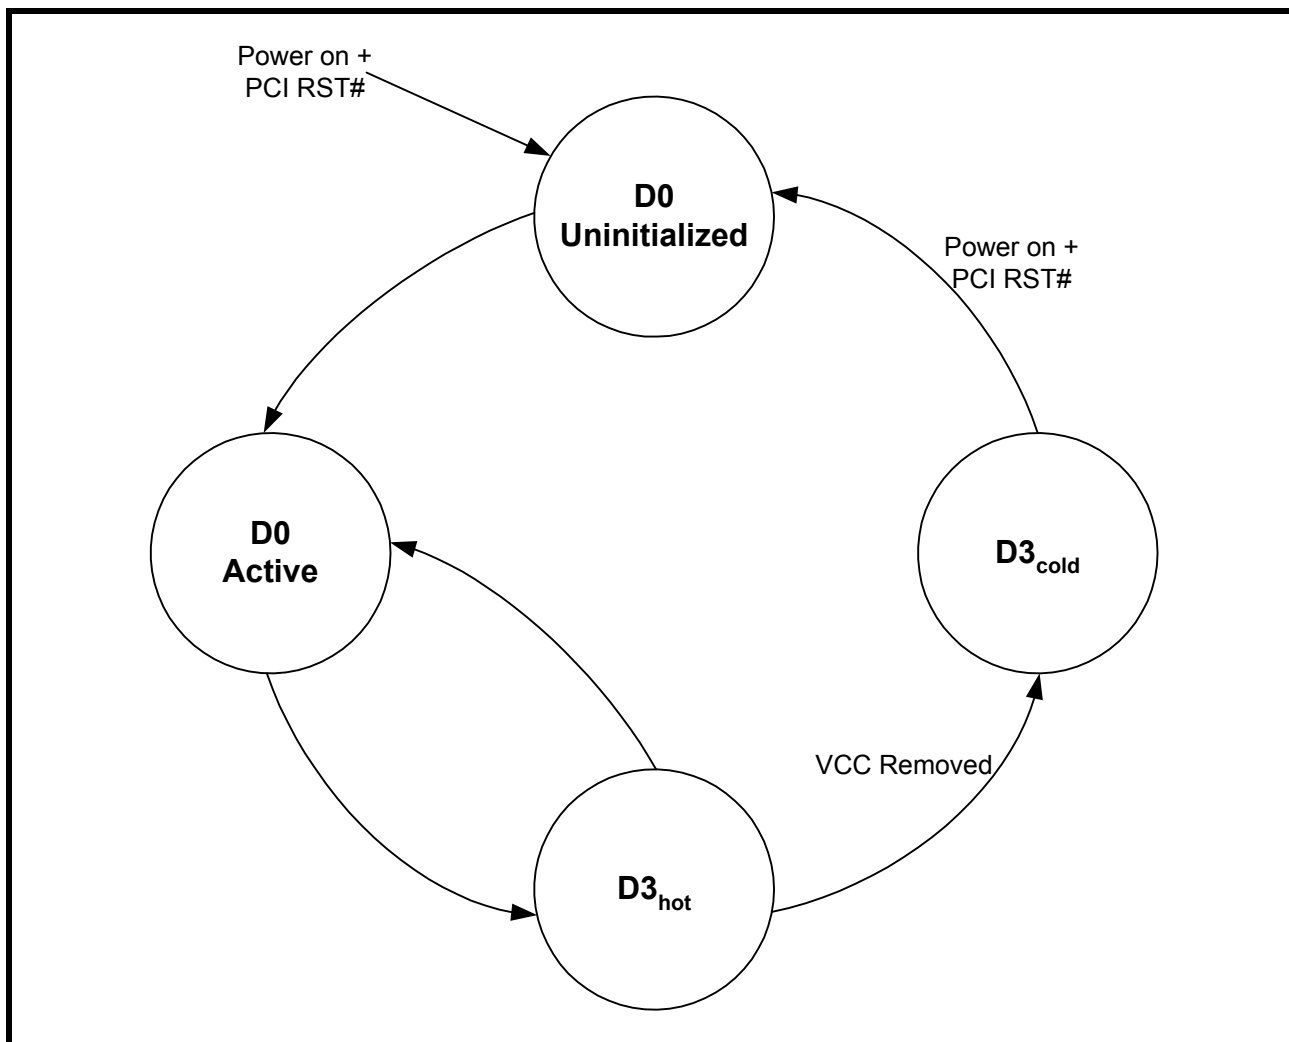 Power on +
PCI RST#
D0
Uninitialized
Power on +
PCI RST#
D0
Active
D3cold
VCC Removed
D3hot